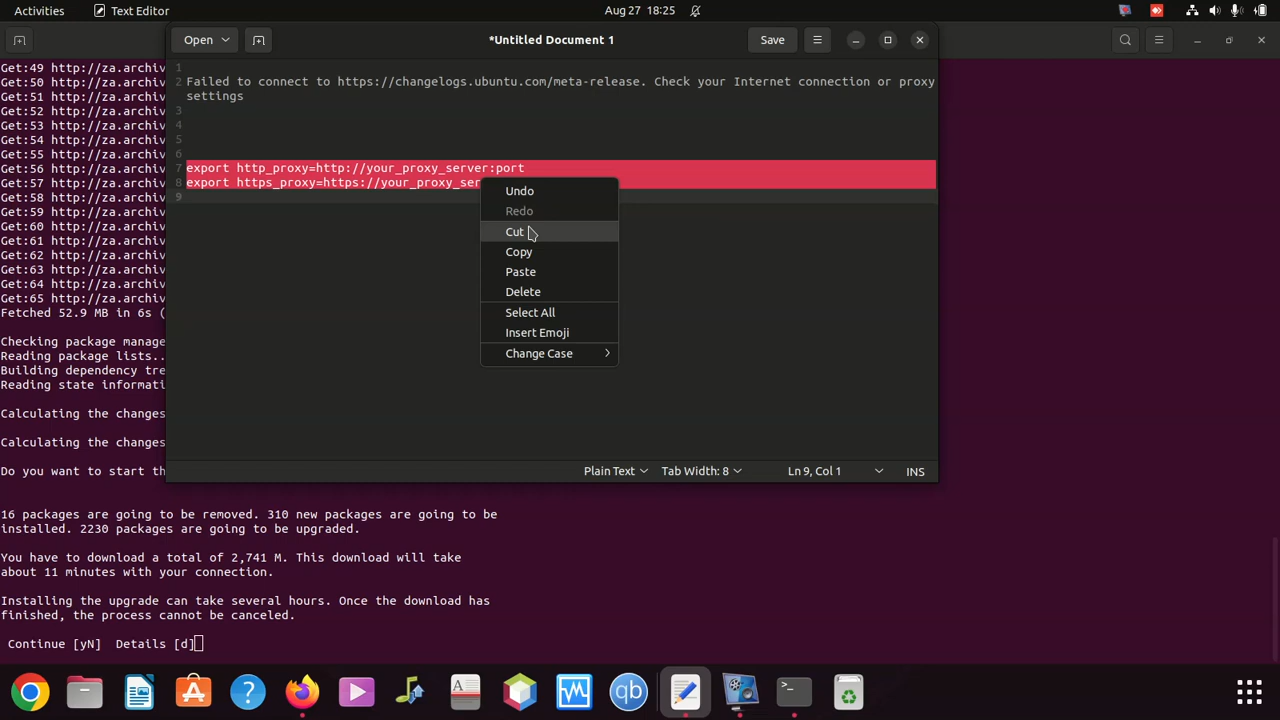 Activities
Text Editor
Aug 27 18:25
Open
*Untitled Document 1
Save
1
2 Failed to connect to https://changelogs.ubuntu.com/meta-release. Check your Internet connection or proxy
settings
3
4
5
6
7 export http_proxy=http://your_proxy_server:port
8 export https_proxy=https://your_proxy_ser
9
Undo
Redo
Cut
Copy
Paste
Delete
Select All
Insert Emoji
Change Case
Plain Text
Tab Width: 8
Ln 9, Col 1
INS
Get:49 http://za.archiv
Get:50 http://za.archiv
Get:51 http://za.archiv
Get:52 http://za.archiv
Get:53 http://za.archiv
Get:54 http://za.archiv
Get:55 http://za.archiv
Get:56 http://za.archiv
Get:57 http://za.archiv
Get:58 http://za.archiv
Get:59 http://za.archiv
Get:60 http://za.archiv
Get:61 http://za.archiv
Get:62 http://za.archiv
Get:63 http://za.archiv
Get:64 http://za.archiv
Get:65 http://za.archiv
Fetched 52.9 MB in 6s (
Checking package manage
Reading package lists..
Building dependency tre
Reading state informati
Calculating the changes
Calculating the changes
Do you want to start th
16 packages are going to be removed. 310 new packages are going to be
installed. 2230 packages are going to be upgraded.
You have to download a total of 2,741 M. This download will take
about 11 minutes with your connection.
Installing the upgrade can take several hours. Once the download has
finished, the process cannot be canceled.
Continue [yN] Details [d]